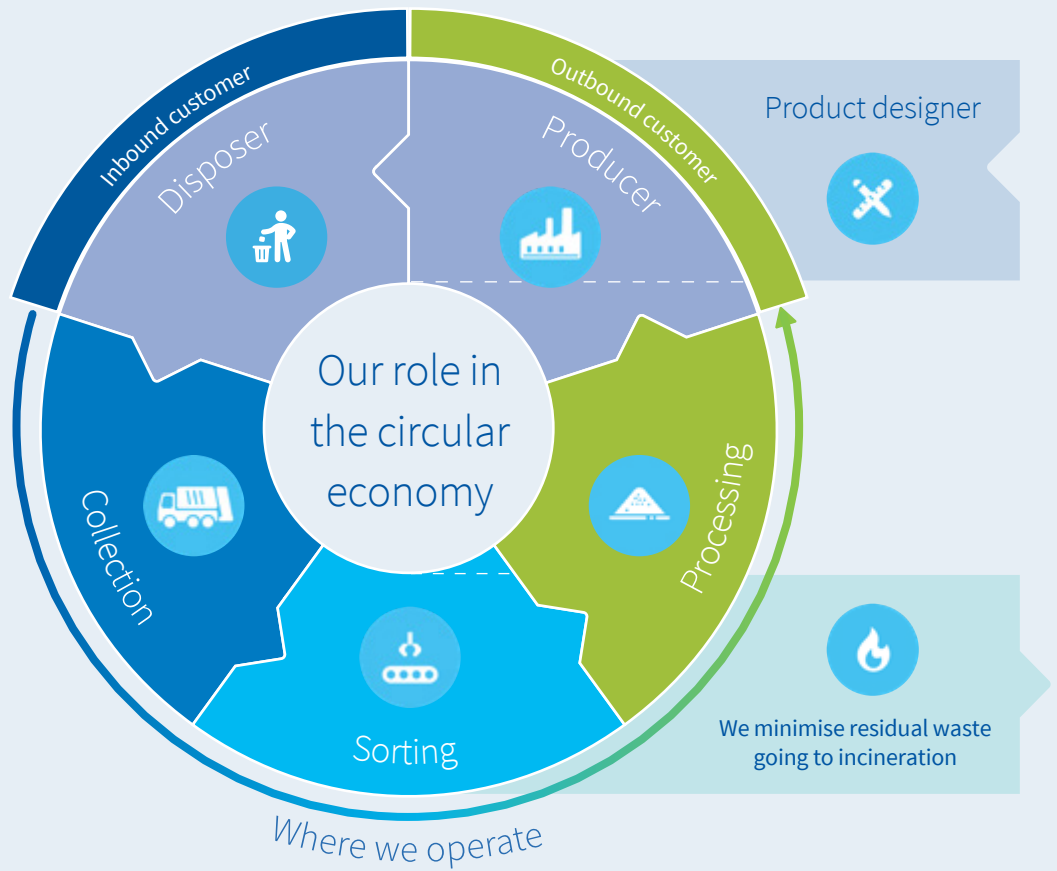 Inbound customer
Outbound customer
Disposer
Producer
Product designer
Our role in
the circular
economy
Collection
Processing
Sorting
We minimise residual waste
going to incineration
Where we operate